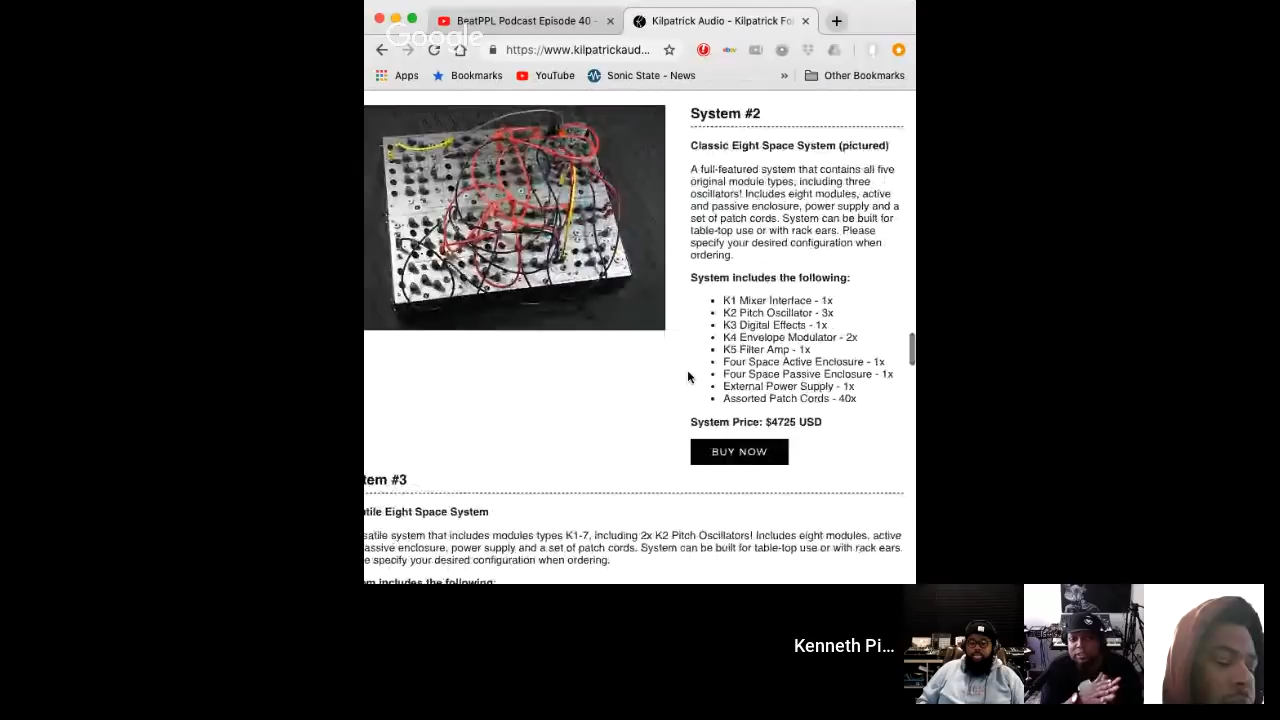 BeatPPL Podcast Episode 40 -
Kilpatrick Audio - Kilpatrick Fo
Google
https://www.kilpatrickaud...
ebay
Apps
Bookmarks
YouTube
Sonic State - News
»
Other Bookmarks
System #2
Classic Eight Space System (pictured)
A full-featured system that contains all five
original module types, including three
oscillators! Includes eight modules, active
and passive enclosure, power supply and a
set of patch cords. System can be built for
table-top use or with rack ears. Please
specify your desired configuration when
ordering.
System includes the following:
• K1 Mixer Interface - 1x
• K2 Pitch Oscillator - 3x
• K3 Digital Effects - 1x
• K4 Envelope Modulator - 2x
• K5 Filter Amp - 1x
• Four Space Active Enclosure - 1x
• Four Space Passive Enclosure - 1x
• External Power Supply - 1x
• Assorted Patch Cords - 40x
System Price: $4725 USD
BUY NOW
tem #3
tile Eight Space System
satile system that includes modules types K1-7, including 2x K2 Pitch Oscillators! Includes eight modules, active
assive enclosure, power supply and a set of patch cords. System can be built for table-top use or with rack ears.
e specify your desired configuration when ordering.
em includes the following:
Kenneth Pi...